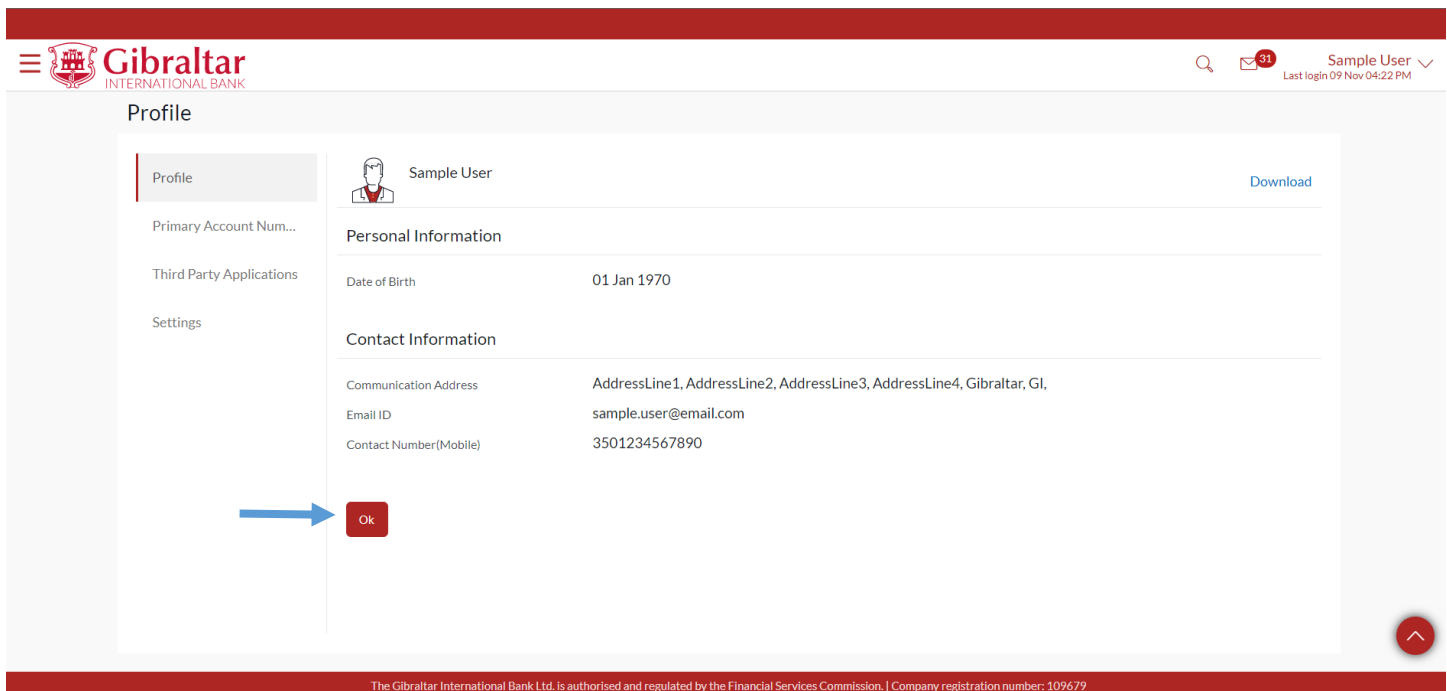 Gibraltar
INTERNATIONAL BANK
31
Sample User
Last login 09 Nov 04:22 PM
Profile
Profile
Primary Account Num...
Third Party Applications
Settings
Sample User
Download
Personal Information
Date of Birth 01 Jan 1970
Contact Information
Communication Address AddressLine1, AddressLine2, AddressLine3, AddressLine4, Gibraltar, GI,
Email ID sample.user@email.com
Contact Number(Mobile) 3501234567890
Ok
The Gibraltar International Bank Ltd. is authorised and regulated by the Financial Services Commission. | Company registration number: 109679